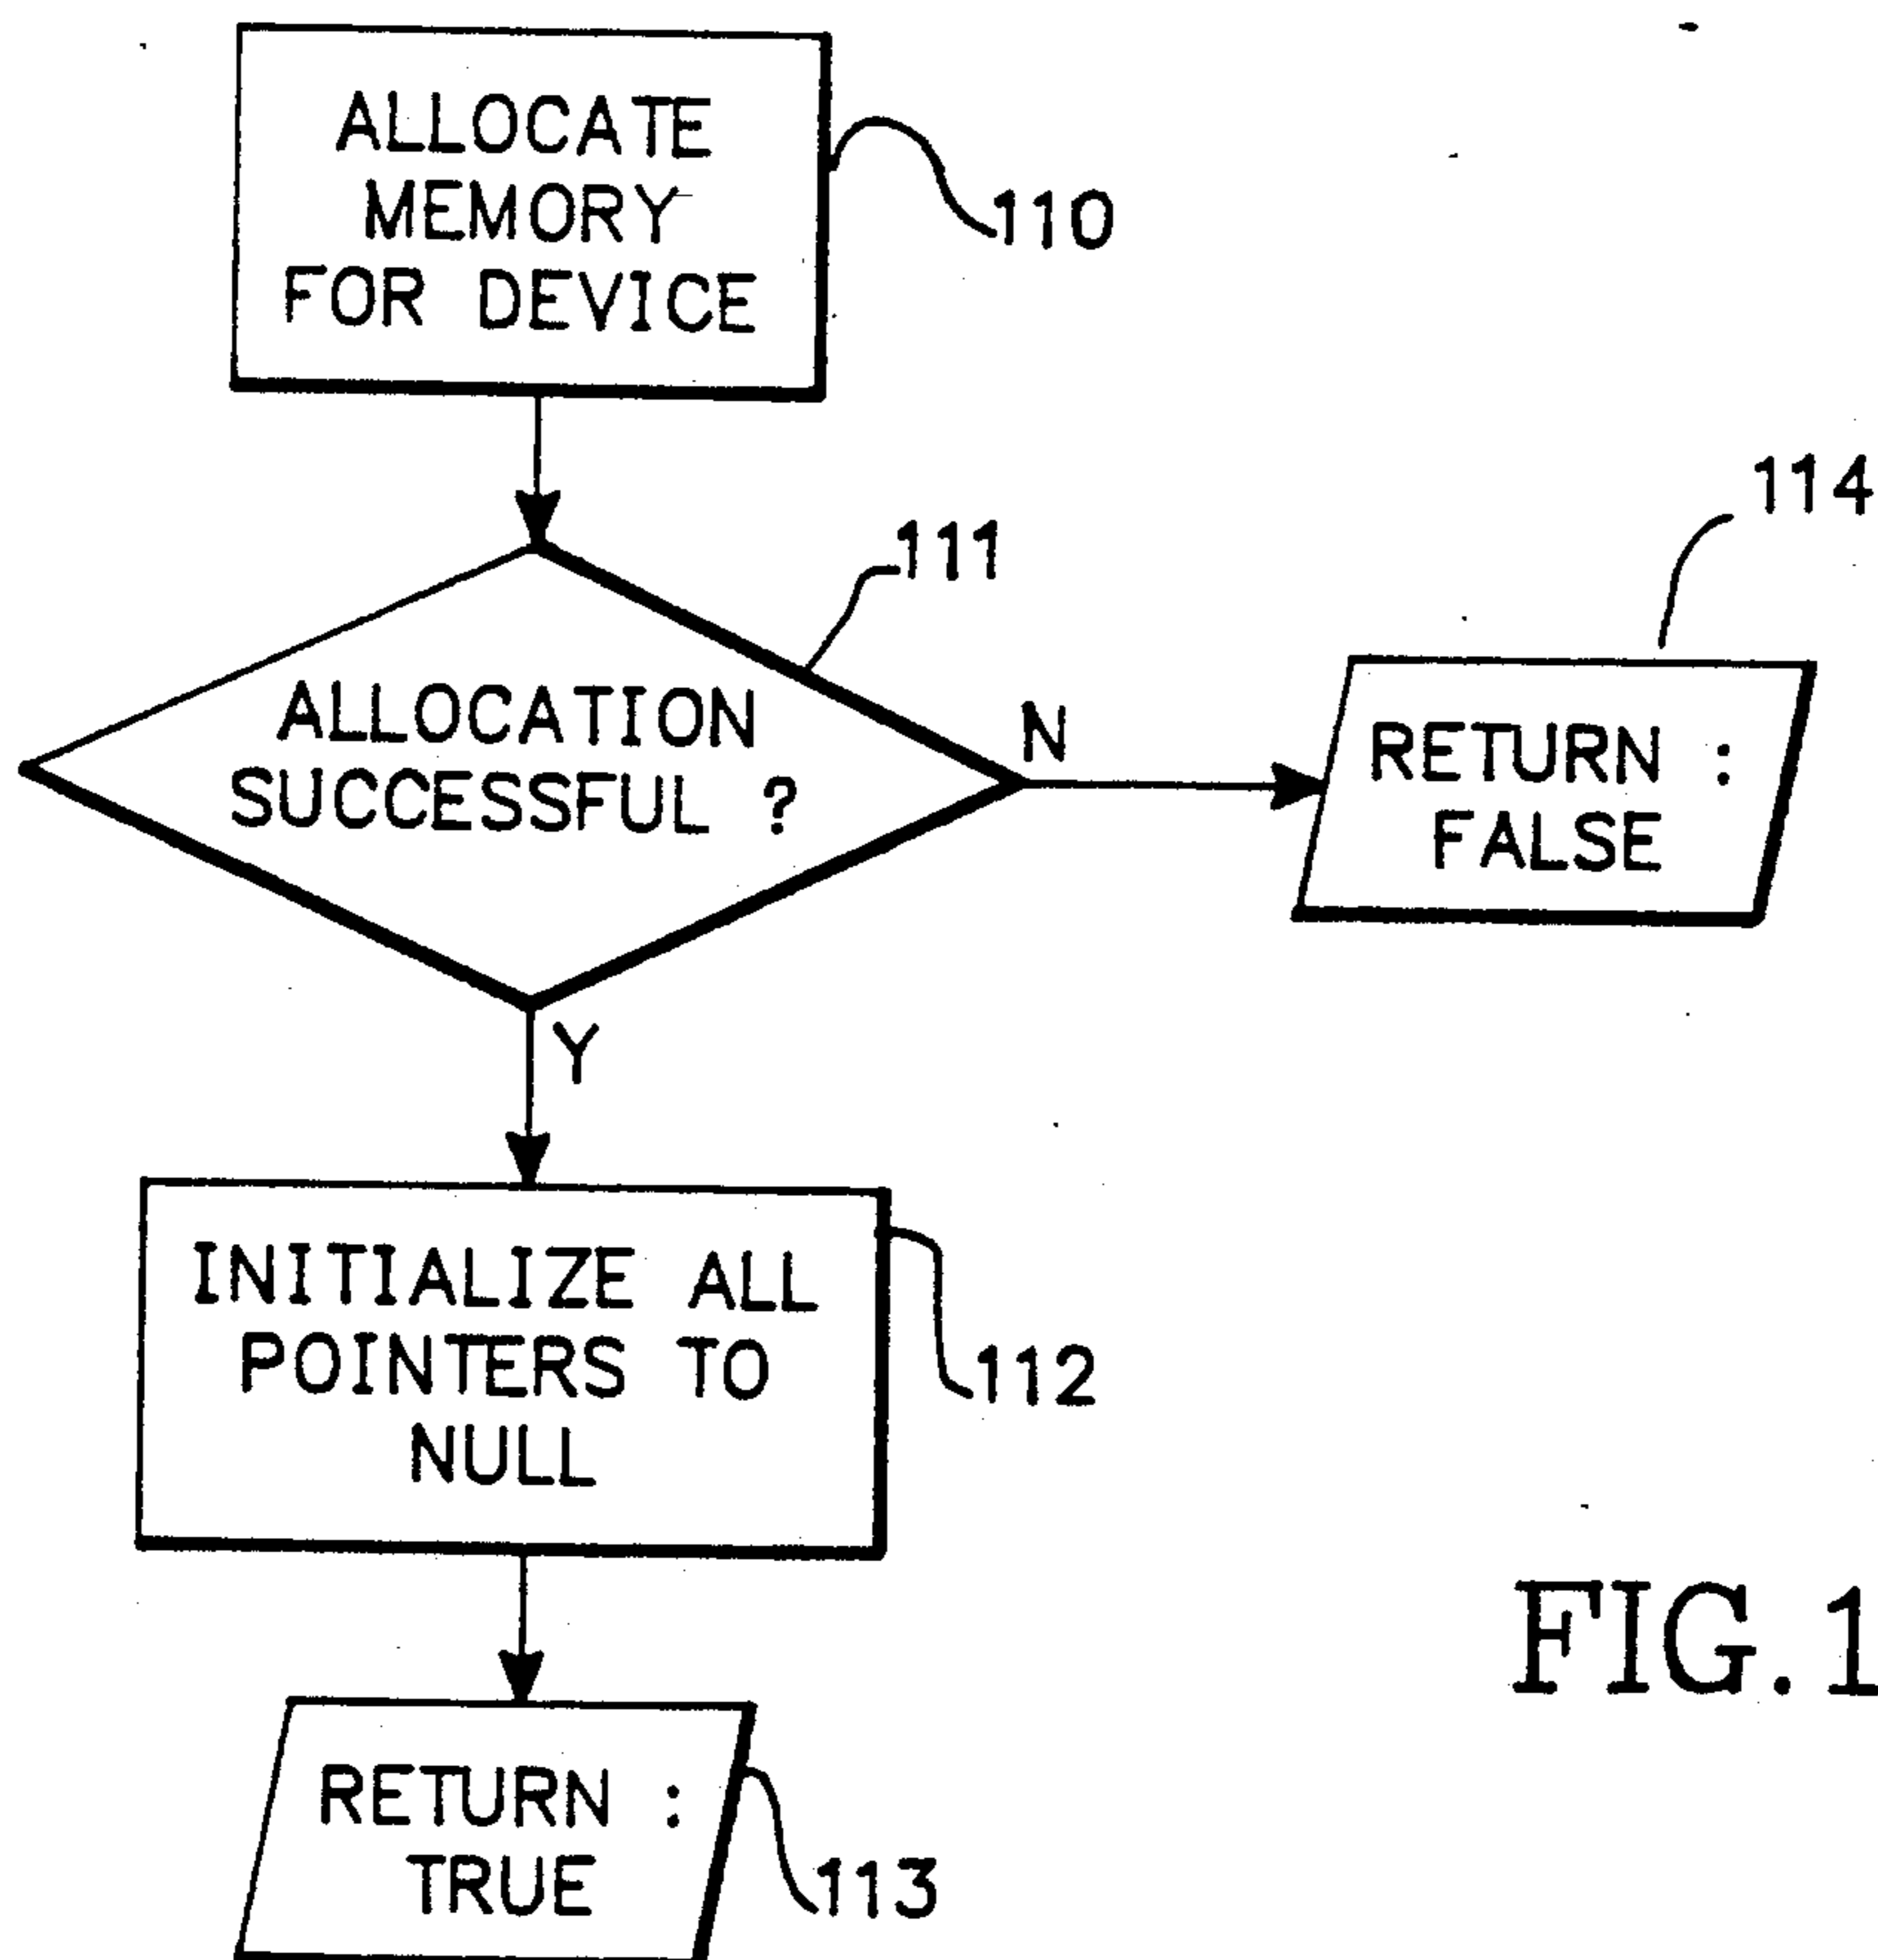 ALLOCATE
MEMORY
FOR DEVICE
110
111
114
ALLOCATION
SUCCESSFUL ?
N
RETURN :
FALSE
Y
INITIALIZE ALL
POINTERS TO
NULL
112
FIG.1
RETURN :
TRUE
113